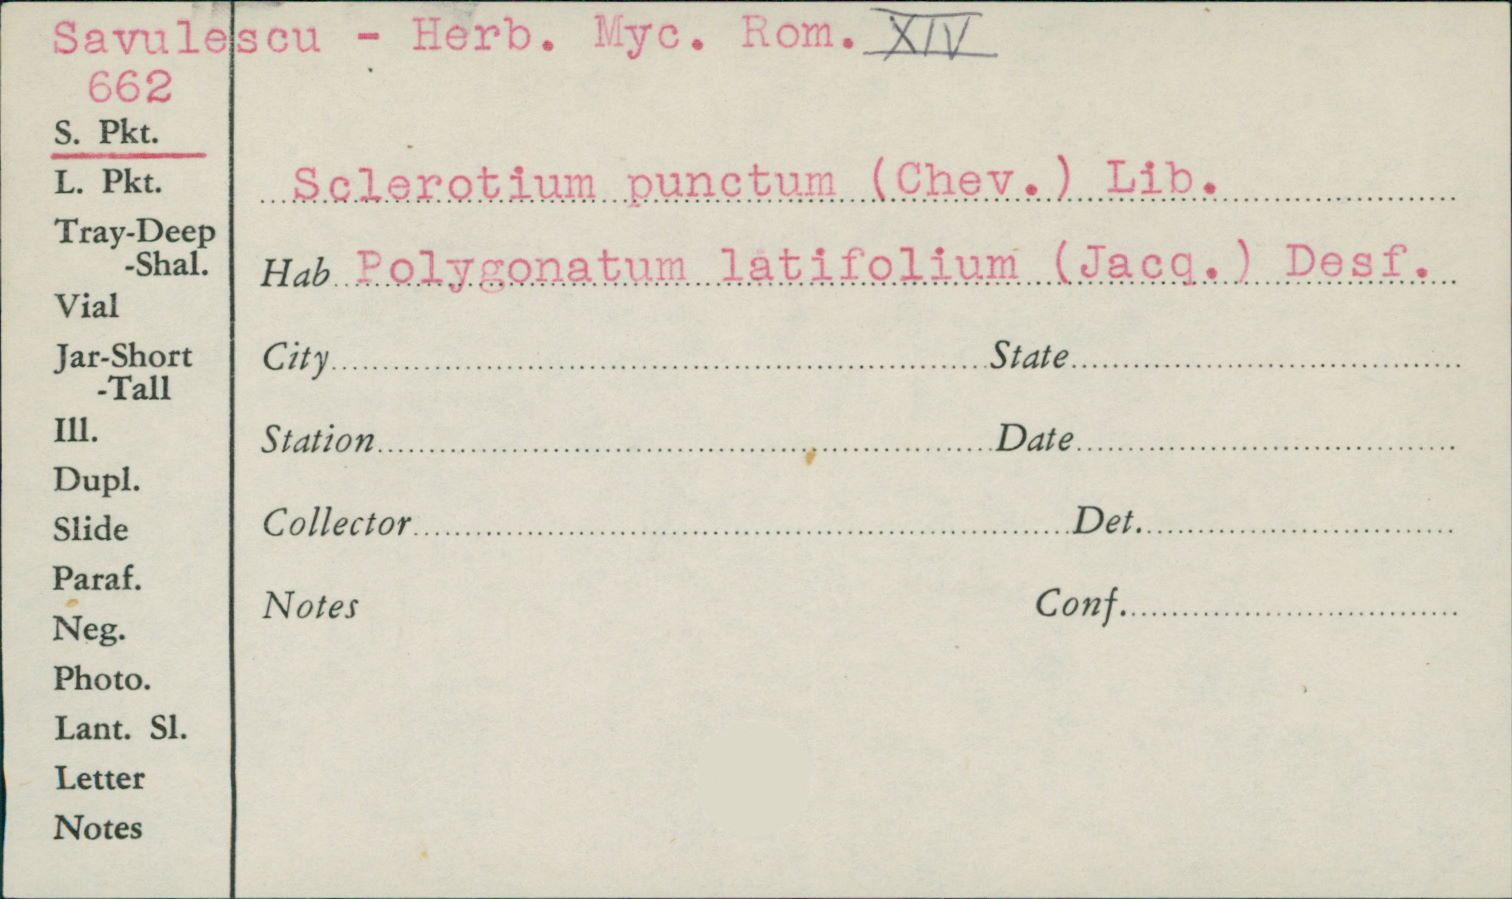 Savulescu - Herb. Myc. Rom. XIV
662
S. Pkt.
L. Pkt.
Sclerotium punctum (Chev.) Lib.
Tray-Deep
-Shal.
Hab Polygonatum latifolium (Jacq.) Desf.
Vial
Jar-Short
-Tall
City State
Ill.
Station Date
Dupl.
Slide
Collector Det.
Paraf.
Neg.
Notes Conf.
Photo.
Lant. Sl.
Letter
Notes